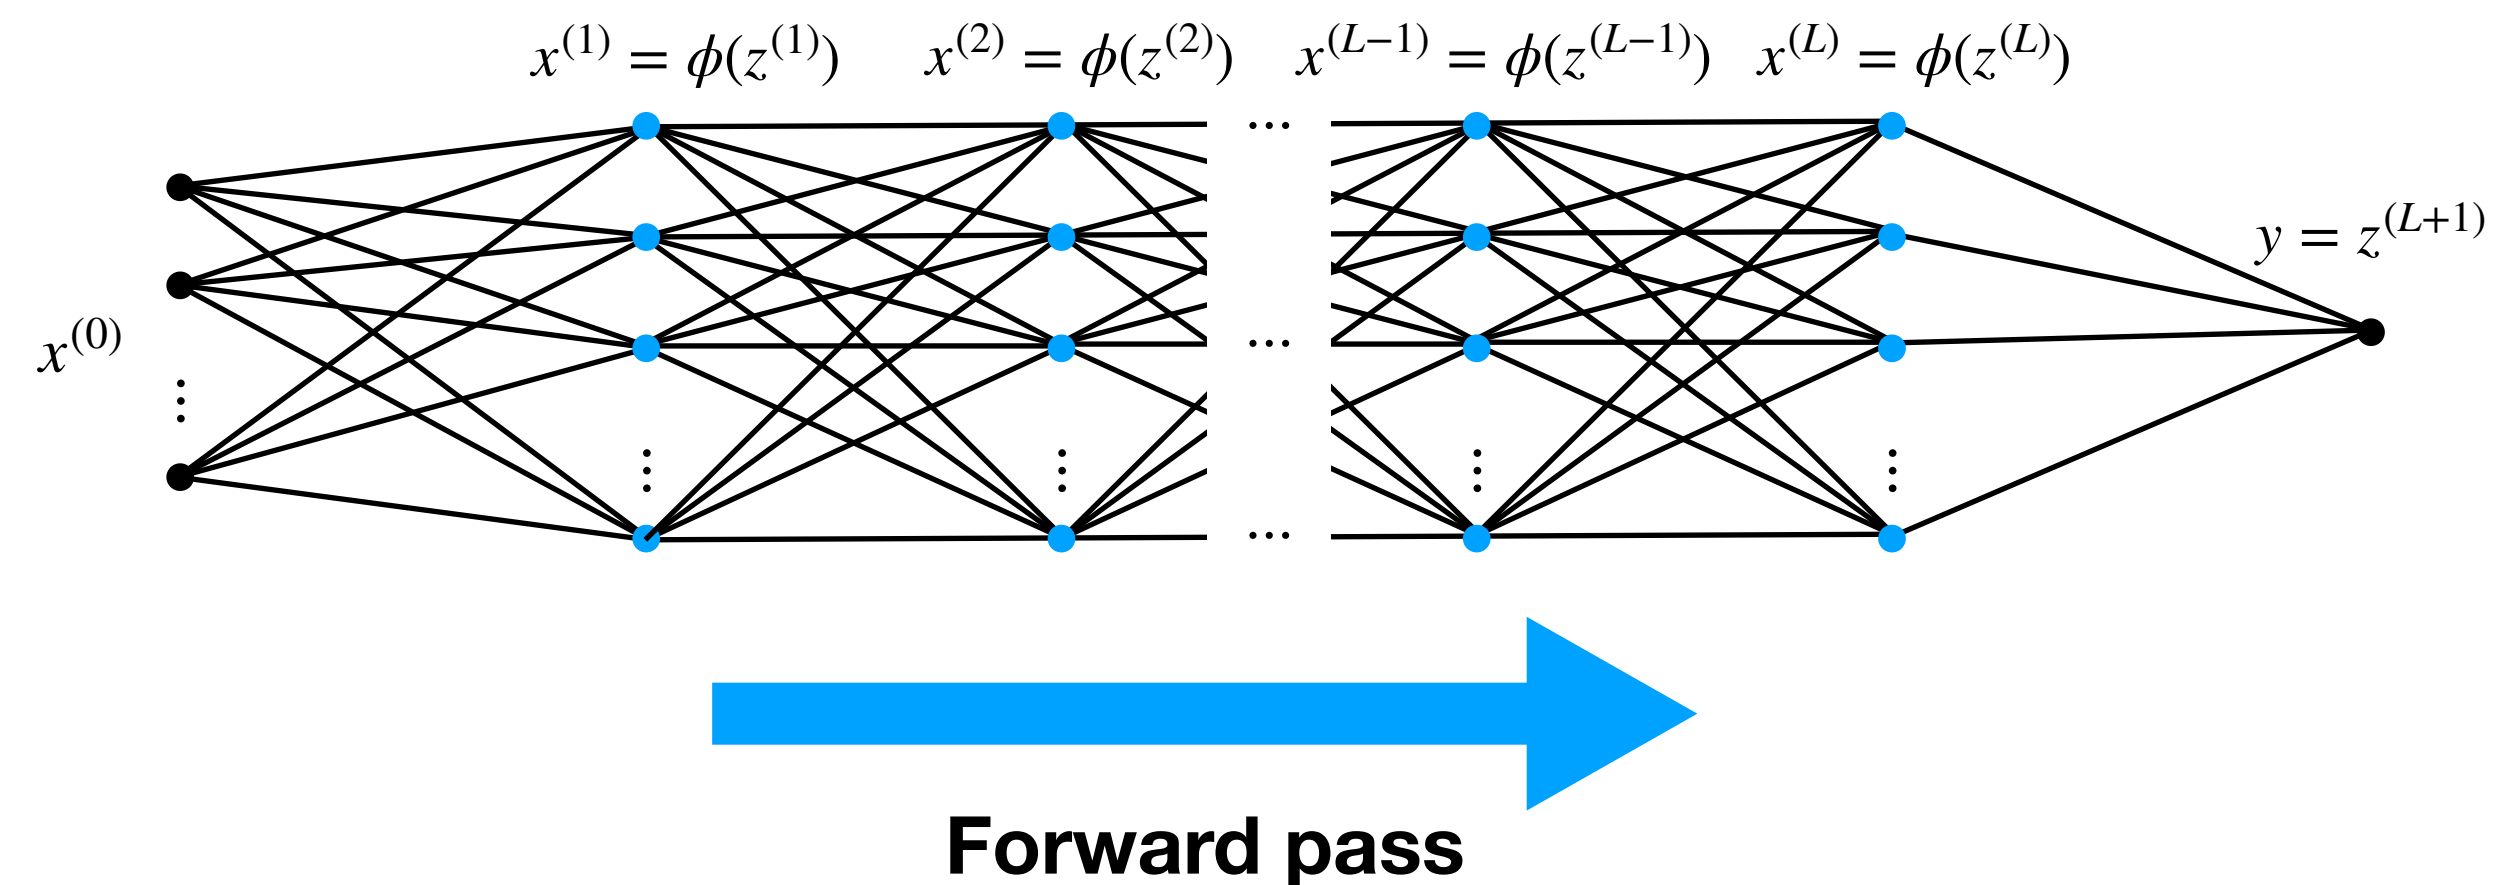 x^(1) = ϕ(z^(1)) x^(2) = ϕ(z^(2)) x^(L−1) = ϕ(z^(L−1)) x^(L) = ϕ(z^(L))
y = z^(L+1)
x^(0)
Forward pass